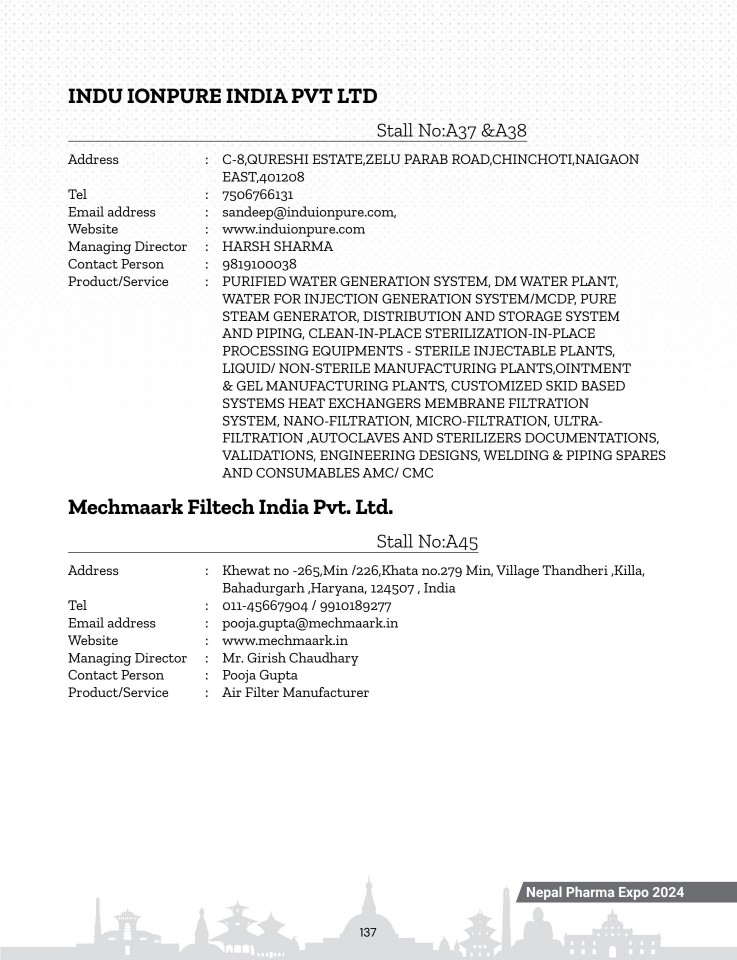 INDU IONPURE INDIA PVT LTD
Stall No:A37 &A38
Address : C-8,QURESHI ESTATE,ZELU PARAB ROAD,CHINCHOTI,NAIGAON
EAST,401208
Tel : 7506766131
Email address : sandeep@induionpure.com,
Website : www.induionpure.com
Managing Director : HARSH SHARMA
Contact Person : 9819100038
Product/Service : PURIFIED WATER GENERATION SYSTEM, DM WATER PLANT,
WATER FOR INJECTION GENERATION SYSTEM/MCDP, PURE
STEAM GENERATOR, DISTRIBUTION AND STORAGE SYSTEM
AND PIPING, CLEAN-IN-PLACE STERILIZATION-IN-PLACE
PROCESSING EQUIPMENTS - STERILE INJECTABLE PLANTS,
LIQUID/ NON-STERILE MANUFACTURING PLANTS,OINTMENT
& GEL MANUFACTURING PLANTS, CUSTOMIZED SKID BASED
SYSTEMS HEAT EXCHANGERS MEMBRANE FILTRATION
SYSTEM, NANO-FILTRATION, MICRO-FILTRATION, ULTRA-
FILTRATION ,AUTOCLAVES AND STERILIZERS DOCUMENTATIONS,
VALIDATIONS, ENGINEERING DESIGNS, WELDING & PIPING SPARES
AND CONSUMABLES AMC/ CMC
Mechmaark Filtech India Pvt. Ltd.
Stall No:A45
Address : Khewat no -265,Min /226,Khata no.279 Min, Village Thandheri ,Killa,
Bahadurgarh ,Haryana, 124507 , India
Tel : 011-45667904 / 9910189277
Email address : pooja.gupta@mechmaark.in
Website : www.mechmaark.in
Managing Director : Mr. Girish Chaudhary
Contact Person : Pooja Gupta
Product/Service : Air Filter Manufacturer
Nepal Pharma Expo 2024
137